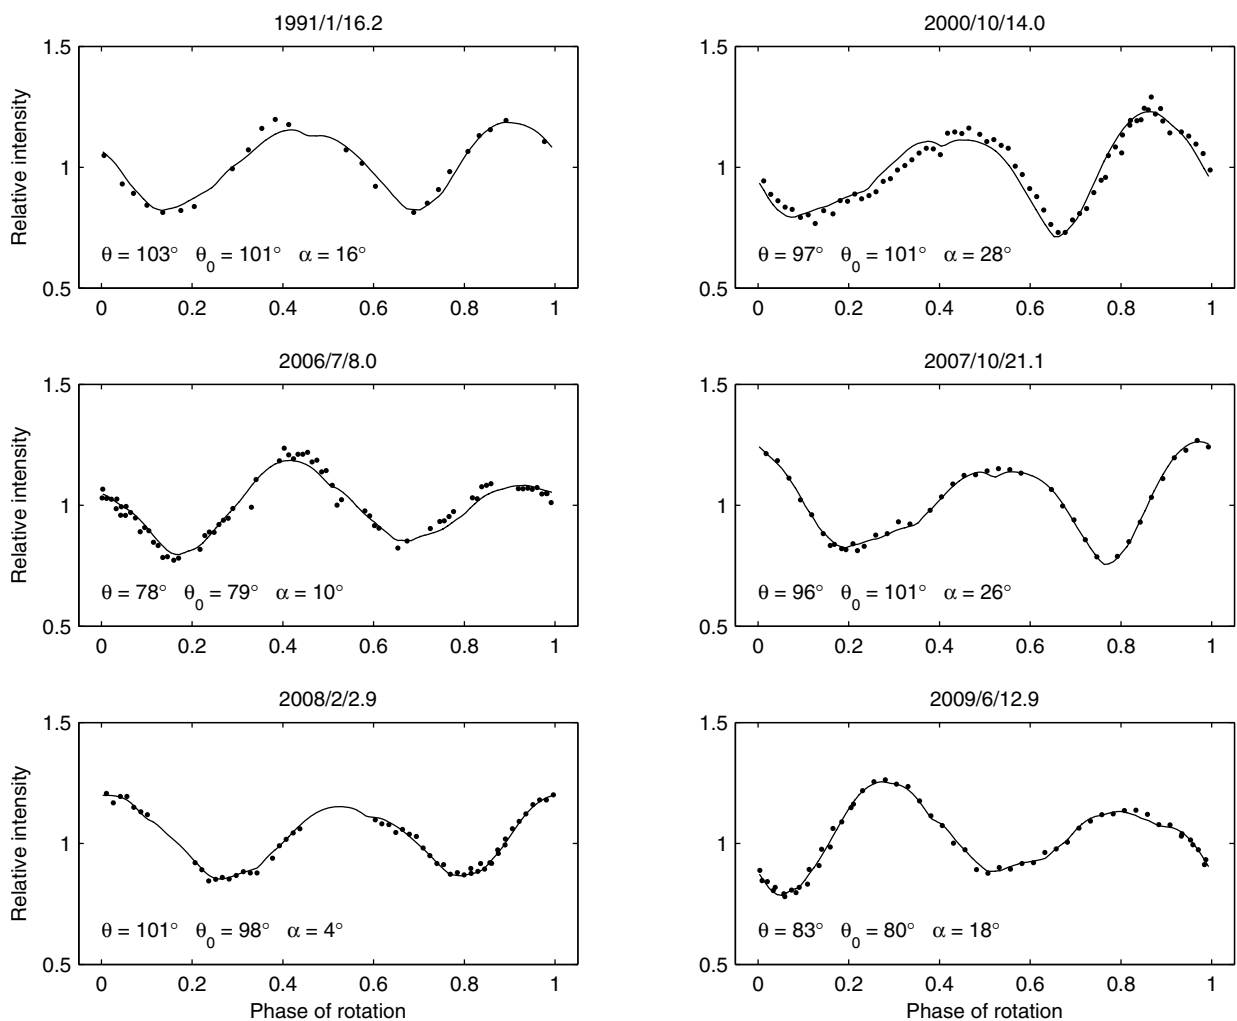 1991/1/16.2
Relative intensity
1.5
1
0.5
θ = 103° θ0 = 101° α = 16°
0 0.2 0.4 0.6 0.8 1
2000/10/14.0
1.5
1
0.5
θ = 97° θ0 = 101° α = 28°
0 0.2 0.4 0.6 0.8 1
2006/7/8.0
Relative intensity
1.5
1
0.5
θ = 78° θ0 = 79° α = 10°
0 0.2 0.4 0.6 0.8 1
2007/10/21.1
1.5
1
0.5
θ = 96° θ0 = 101° α = 26°
0 0.2 0.4 0.6 0.8 1
2008/2/2.9
Relative intensity
1.5
1
0.5
θ = 101° θ0 = 98° α = 4°
0 0.2 0.4 0.6 0.8 1
Phase of rotation
2009/6/12.9
1.5
1
0.5
θ = 83° θ0 = 80° α = 18°
0 0.2 0.4 0.6 0.8 1
Phase of rotation